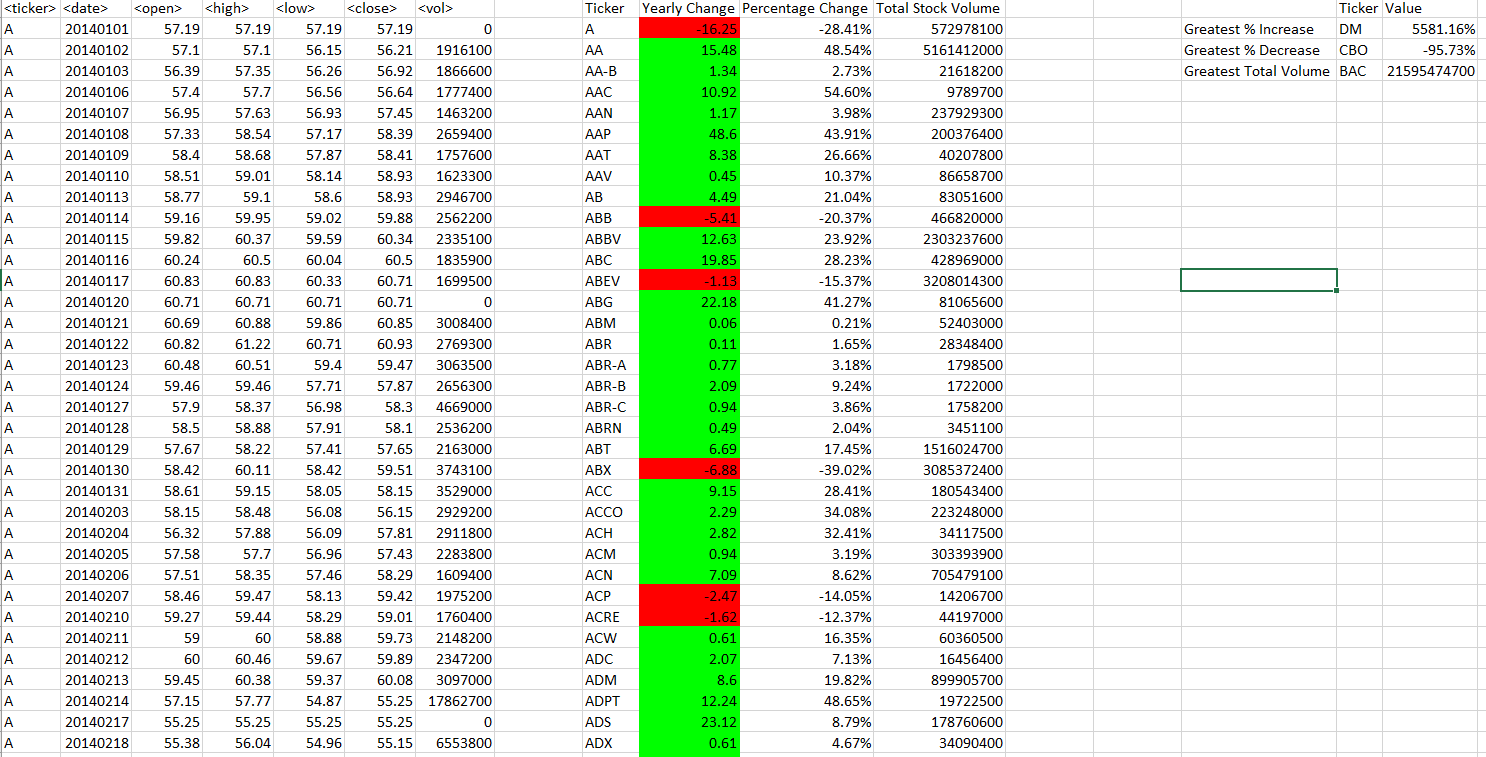 <ticker> <date> <open> <high> <low> <close> <vol> Ticker Yearly Change Percentage Change Total Stock Volume Ticker Value
A 20140101 57.19 57.19 57.19 57.19 0 A -16.25 -28.41% 572978100 Greatest % Increase DM 5581.16%
A 20140102 57.1 57.1 56.15 56.21 1916100 AA 15.48 48.54% 5161412000 Greatest % Decrease CBO -95.73%
A 20140103 56.39 57.35 56.26 56.92 1866600 AA-B 1.34 2.73% 21618200 Greatest Total Volume BAC 21595474700
A 20140106 57.4 57.7 56.56 56.64 1777400 AAC 10.92 54.60% 9789700
A 20140107 56.95 57.63 56.93 57.45 1463200 AAN 1.17 3.98% 237929300
A 20140108 57.33 58.54 57.17 58.39 2659400 AAP 48.6 43.91% 200376400
A 20140109 58.4 58.68 57.87 58.41 1757600 AAT 8.38 26.66% 40207800
A 20140110 58.51 59.01 58.14 58.93 1623300 AAV 0.45 10.37% 86658700
A 20140113 58.77 59.1 58.6 58.93 2946700 AB 4.49 21.04% 83051600
A 20140114 59.16 59.95 59.02 59.88 2562200 ABB -5.41 -20.37% 466820000
A 20140115 59.82 60.37 59.59 60.34 2335100 ABBV 12.63 23.92% 2303237600
A 20140116 60.24 60.5 60.04 60.5 1835900 ABC 19.85 28.23% 428969000
A 20140117 60.83 60.83 60.33 60.71 1699500 ABEV -1.13 -15.37% 3208014300
A 20140120 60.71 60.71 60.71 60.71 0 ABG 22.18 41.27% 81065600
A 20140121 60.69 60.88 59.86 60.85 3008400 ABM 0.06 0.21% 52403000
A 20140122 60.82 61.22 60.71 60.93 2769300 ABR 0.11 1.65% 28348400
A 20140123 60.48 60.51 59.4 59.47 3063500 ABR-A 0.77 3.18% 1798500
A 20140124 59.46 59.46 57.71 57.87 2656300 ABR-B 2.09 9.24% 1722000
A 20140127 57.9 58.37 56.98 58.3 4669000 ABR-C 0.94 3.86% 1758200
A 20140128 58.5 58.88 57.91 58.1 2536200 ABRN 0.49 2.04% 3451100
A 20140129 57.67 58.22 57.41 57.65 2163000 ABT 6.69 17.45% 1516024700
A 20140130 58.42 60.11 58.42 59.51 3743100 ABX -6.88 -39.02% 3085372400
A 20140131 58.61 59.15 58.05 58.15 3529000 ACC 9.15 28.41% 180543400
A 20140203 58.15 58.48 56.08 56.15 2929200 ACCO 2.29 34.08% 223248000
A 20140204 56.32 57.88 56.09 57.81 2911800 ACH 2.82 32.41% 34117500
A 20140205 57.58 57.7 56.96 57.43 2283800 ACM 0.94 3.19% 303393900
A 20140206 57.51 58.35 57.46 58.29 1609400 ACN 7.09 8.62% 705479100
A 20140207 58.46 59.47 58.13 59.42 1975200 ACP -2.47 -14.05% 14206700
A 20140210 59.27 59.44 58.29 59.01 1760400 ACRE -1.62 -12.37% 44197000
A 20140211 59 60 58.88 59.73 2148200 ACW 0.61 16.35% 60360500
A 20140212 60 60.46 59.67 59.89 2347200 ADC 2.07 7.13% 16456400
A 20140213 59.45 60.38 59.37 60.08 3097000 ADM 8.6 19.82% 899905700
A 20140214 57.15 57.77 54.87 55.25 17862700 ADPT 12.24 48.65% 19722500
A 20140217 55.25 55.25 55.25 55.25 0 ADS 23.12 8.79% 178760600
A 20140218 55.38 56.04 54.96 55.15 6553800 ADX 0.61 4.67% 34090400